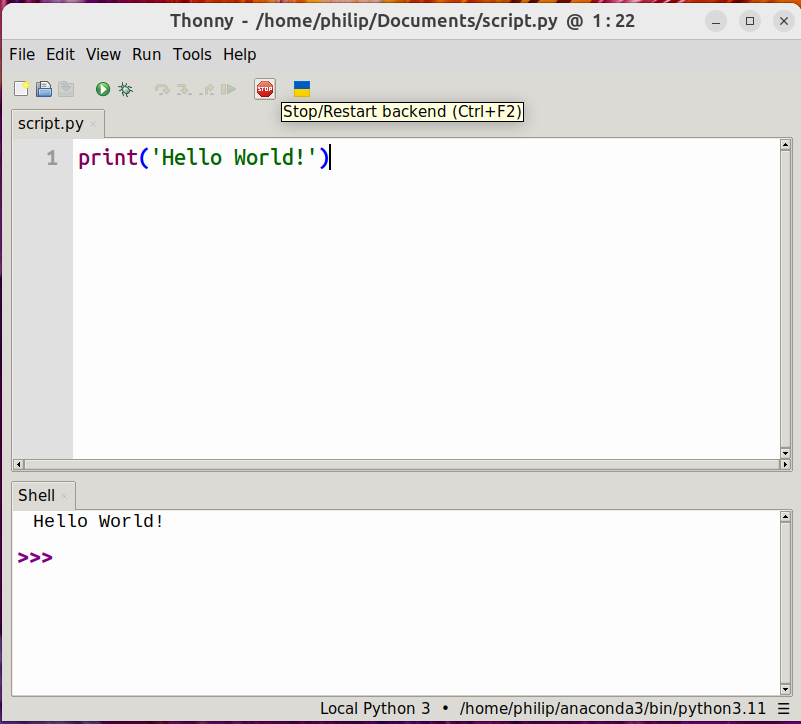 Thonny - /home/philip/Documents/script.py @ 1:22
File Edit View Run Tools Help
STOP
Stop/Restart backend (Ctrl+F2)
script.py
1 print('Hello World!')
Shell
Hello World!
>>>
Local Python 3 • /home/philip/anaconda3/bin/python3.11 ☰